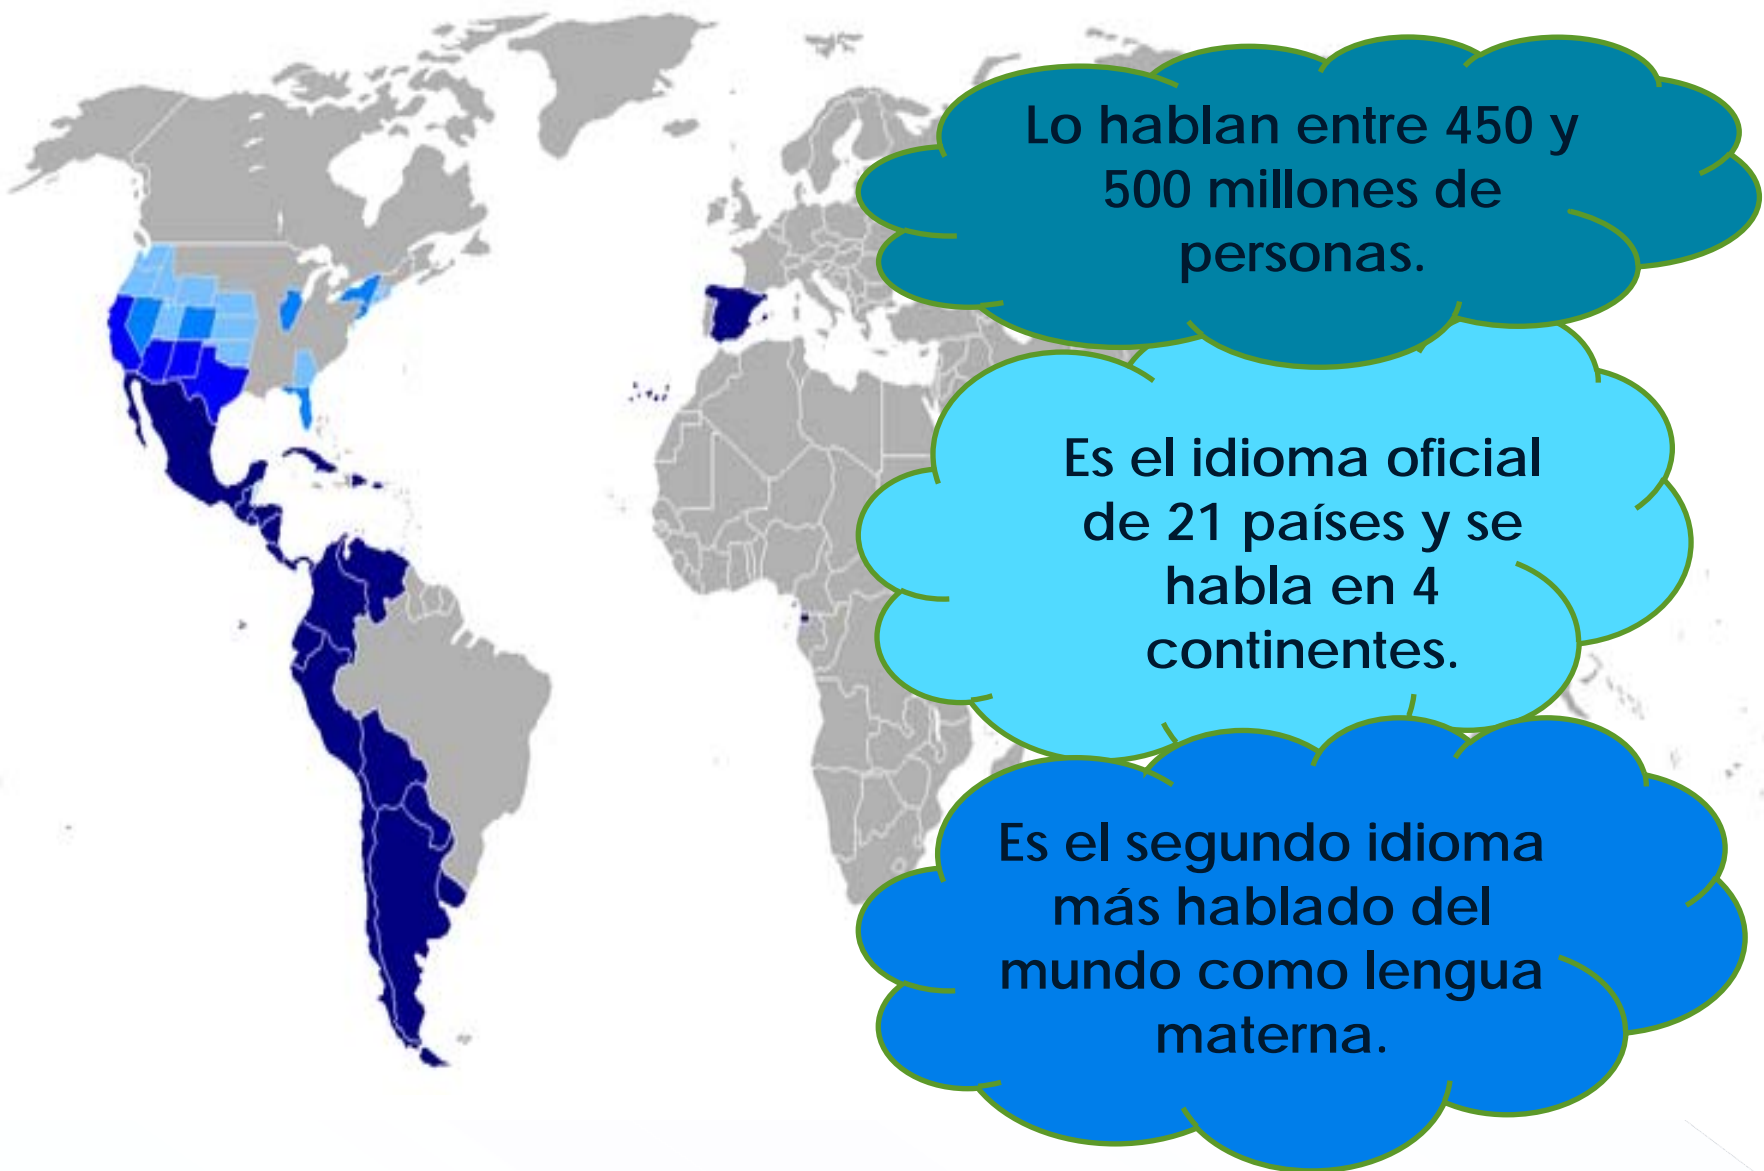 Lo hablan entre 450 y
500 millones de
personas.
Es el idioma oficial
de 21 países y se
habla en 4
continentes.
Es el segundo idioma
más hablado del
mundo como lengua
materna.